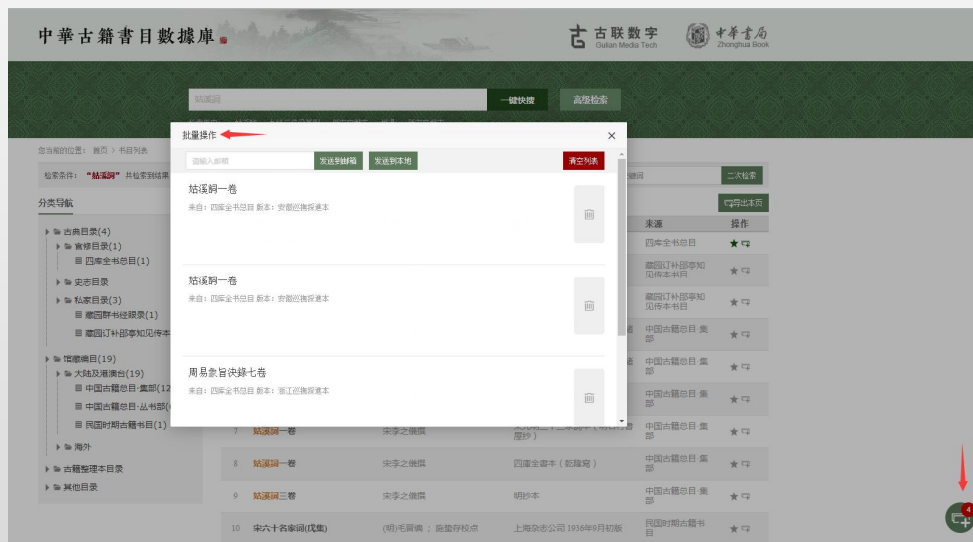 中華古籍書目數據庫
古联数字
Gulian Media Tech
中華書局
Zhonghua Book
姑溪詞
一键快搜
高级检索
批量操作
×
您当前的位置: 首页 > 书目列表
请输入邮箱
发送到邮箱
发送到本地
清空列表
检索条件: “姑溪詞” 共检索到结果
二次检索
分类导航
导出本页
姑溪詞一卷
来自: 四库全书总目 版本: 安徽巡撫採進本
姑溪詞一卷
来自: 四库全书总目 版本: 安徽巡撫採進本
周易象旨决錄七卷
来自: 四库全书总目 版本: 浙江巡撫採進本
古典目录(4)
官修目录(1)
四库全书总目(1)
史志目录
私家目录(3)
藏园群书经眼录(1)
藏园订补郘亭知见传本
馆藏编目(19)
大陆及港澳台(19)
中国古籍总目·集部(12
中国古籍总目·丛书部(
民国时期古籍书目(1)
海外
古籍整理本目录
其他目录
来源
操作
四库全书总目
藏园订补郘亭知
见传本书目
藏园订补郘亭知
见传本书目
中国古籍总目·集
部
中国古籍总目·集
部
中国古籍总目·集
部
7 姑溪詞一卷 宋李之儀撰
中国古籍总目·集
部
8 姑溪詞一卷 宋李之儀撰 四庫全書本(乾隆寫) 中国古籍总目·集
部
9 姑溪詞三卷 宋李之儀撰 明抄本 中国古籍总目·集
部
10 宋六十名家词(戊集) (明)毛晋编 ; 施蛰存校点 上海杂志公司 1936年9月初版 民国时期古籍书
目
4